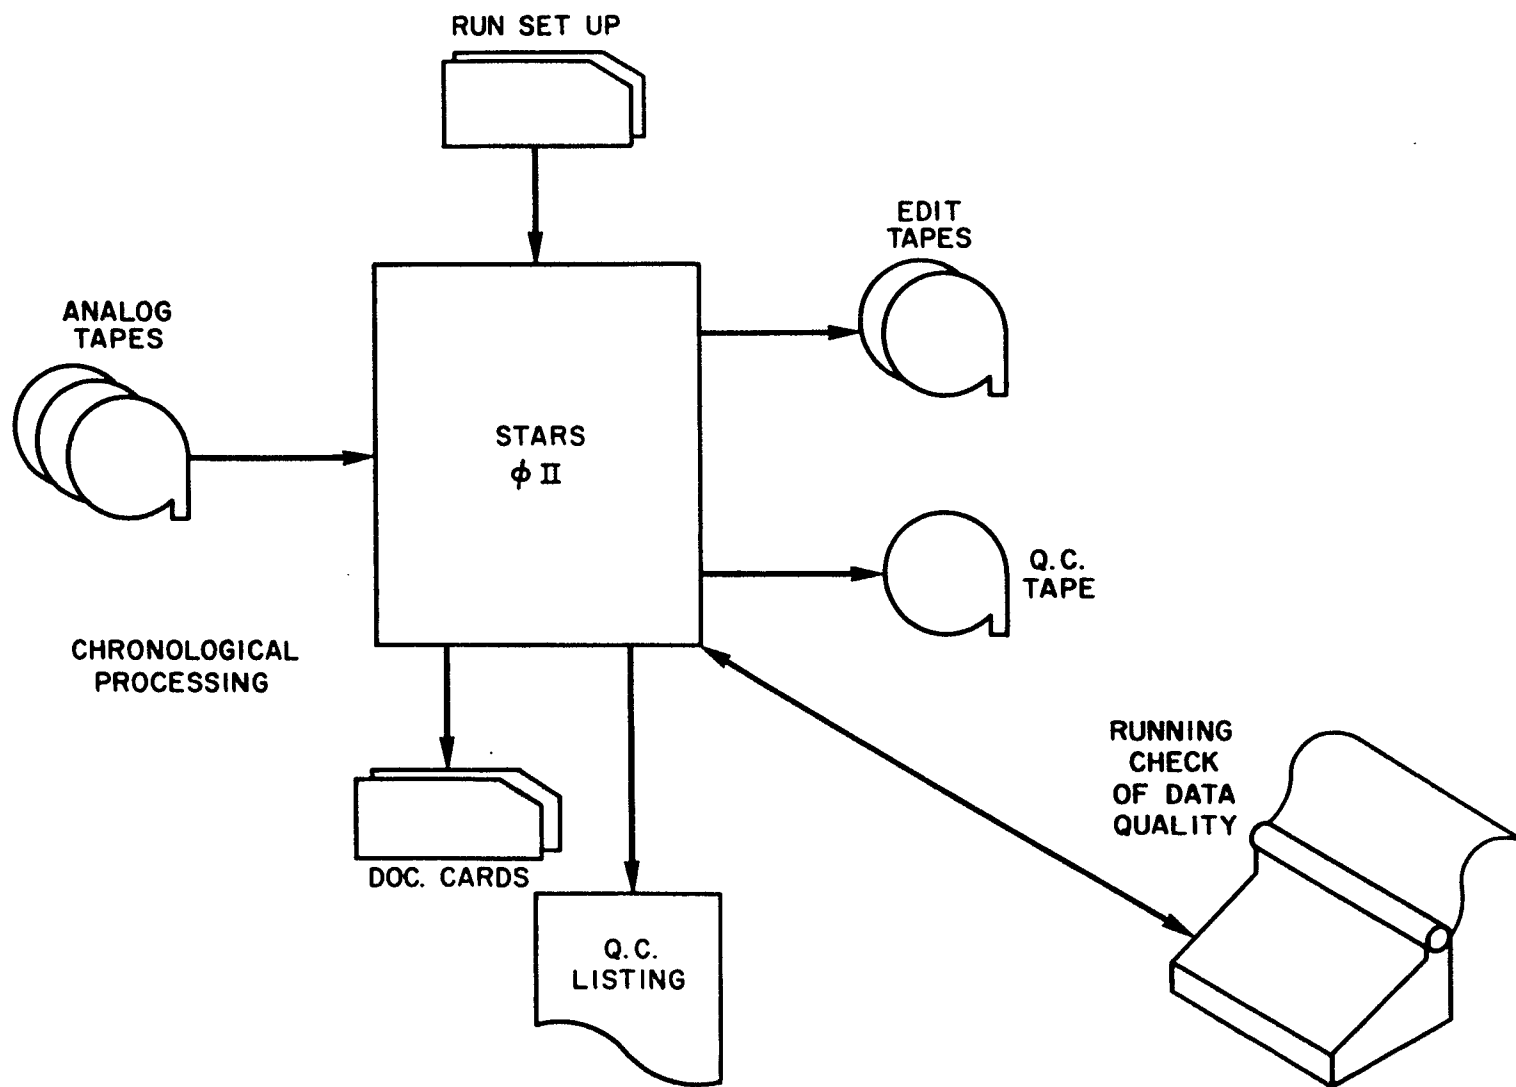 RUN SET UP
EDIT
TAPES
ANALOG
TAPES
STARS
ϕ II
Q.C.
TAPE
CHRONOLOGICAL
PROCESSING
RUNNING
CHECK
OF DATA
QUALITY
DOC. CARDS
Q.C.
LISTING